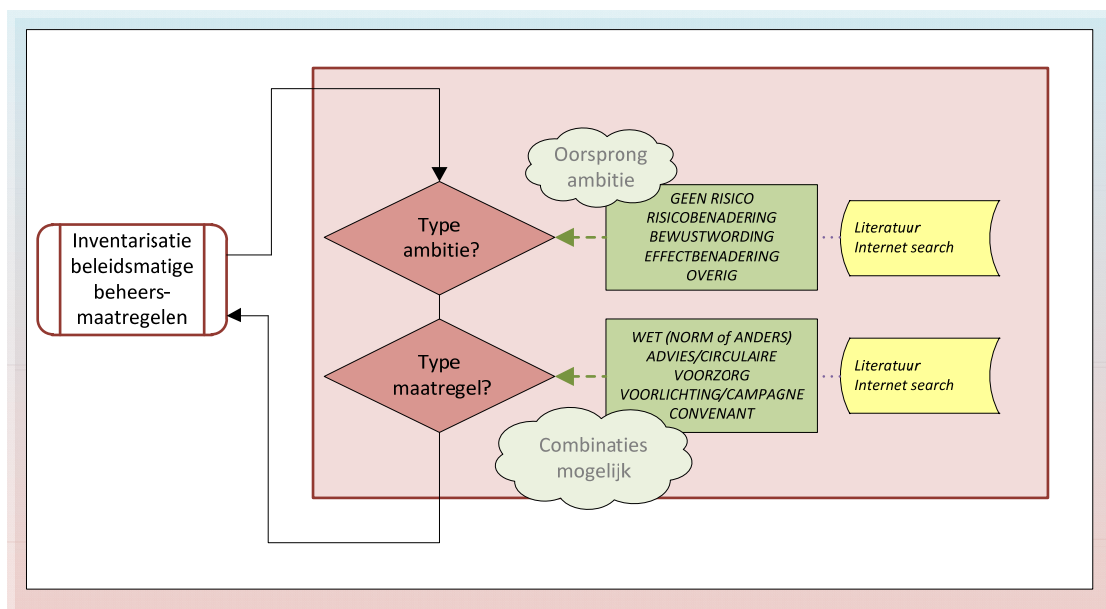 Inventarisatie
beleidsmatige
beheers-
maatregelen
Type
ambitie?
Oorsprong
ambitie
GEEN RISICO
RISICOBENADERING
BEWUSTWORDING
EFFECTBENADERING
OVERIG
Literatuur
Internet search
Type
maatregel?
WET (NORM of ANDERS)
ADVIES/CIRCULAIRE
VOORZORG
VOORLICHTING/CAMPAGNE
CONVENANT
Literatuur
Internet search
Combinaties
mogelijk